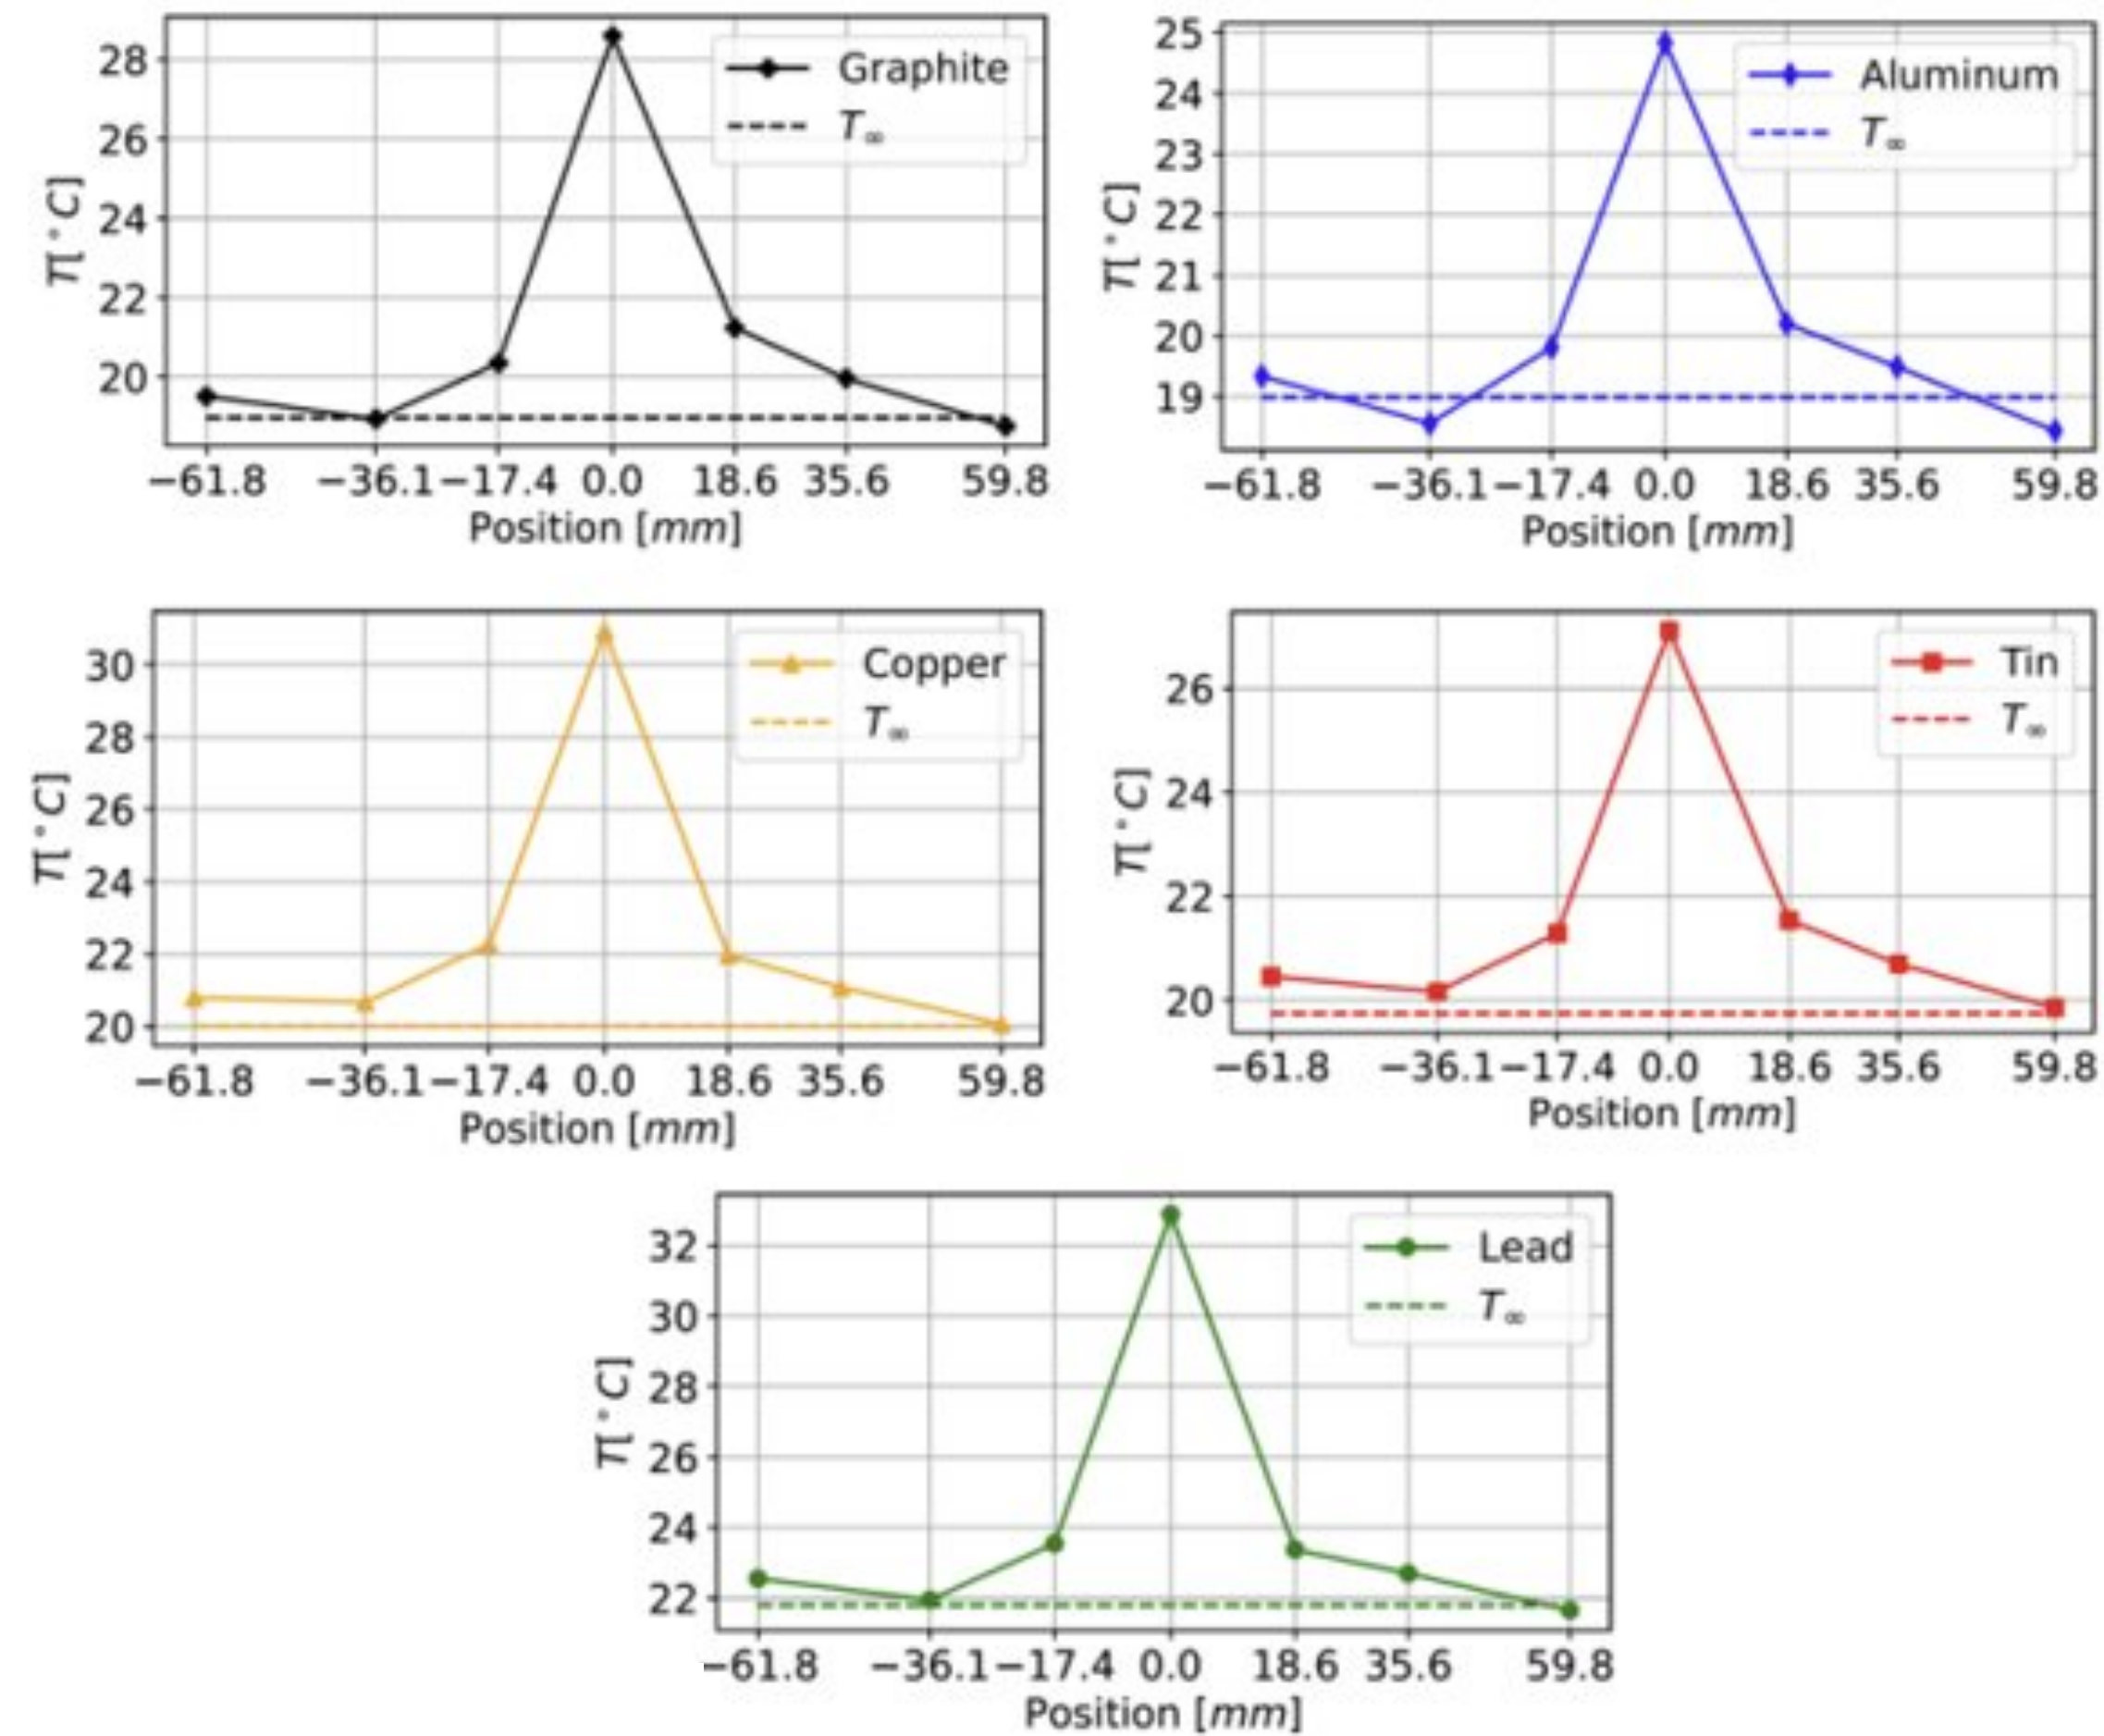 28
26
24
22
20
T[°C]
Graphite
T∞
−61.8 −36.1 −17.4 0.0 18.6 35.6 59.8
Position [mm]
25
24
23
22
21
20
19
T[°C]
Aluminum
T∞
−61.8 −36.1 −17.4 0.0 18.6 35.6 59.8
Position [mm]
30
28
26
24
22
20
T[°C]
Copper
T∞
−61.8 −36.1 −17.4 0.0 18.6 35.6 59.8
Position [mm]
26
24
22
20
T[°C]
Tin
T∞
−61.8 −36.1 −17.4 0.0 18.6 35.6 59.8
Position [mm]
32
30
28
26
24
22
T[°C]
Lead
T∞
−61.8 −36.1 −17.4 0.0 18.6 35.6 59.8
Position [mm]